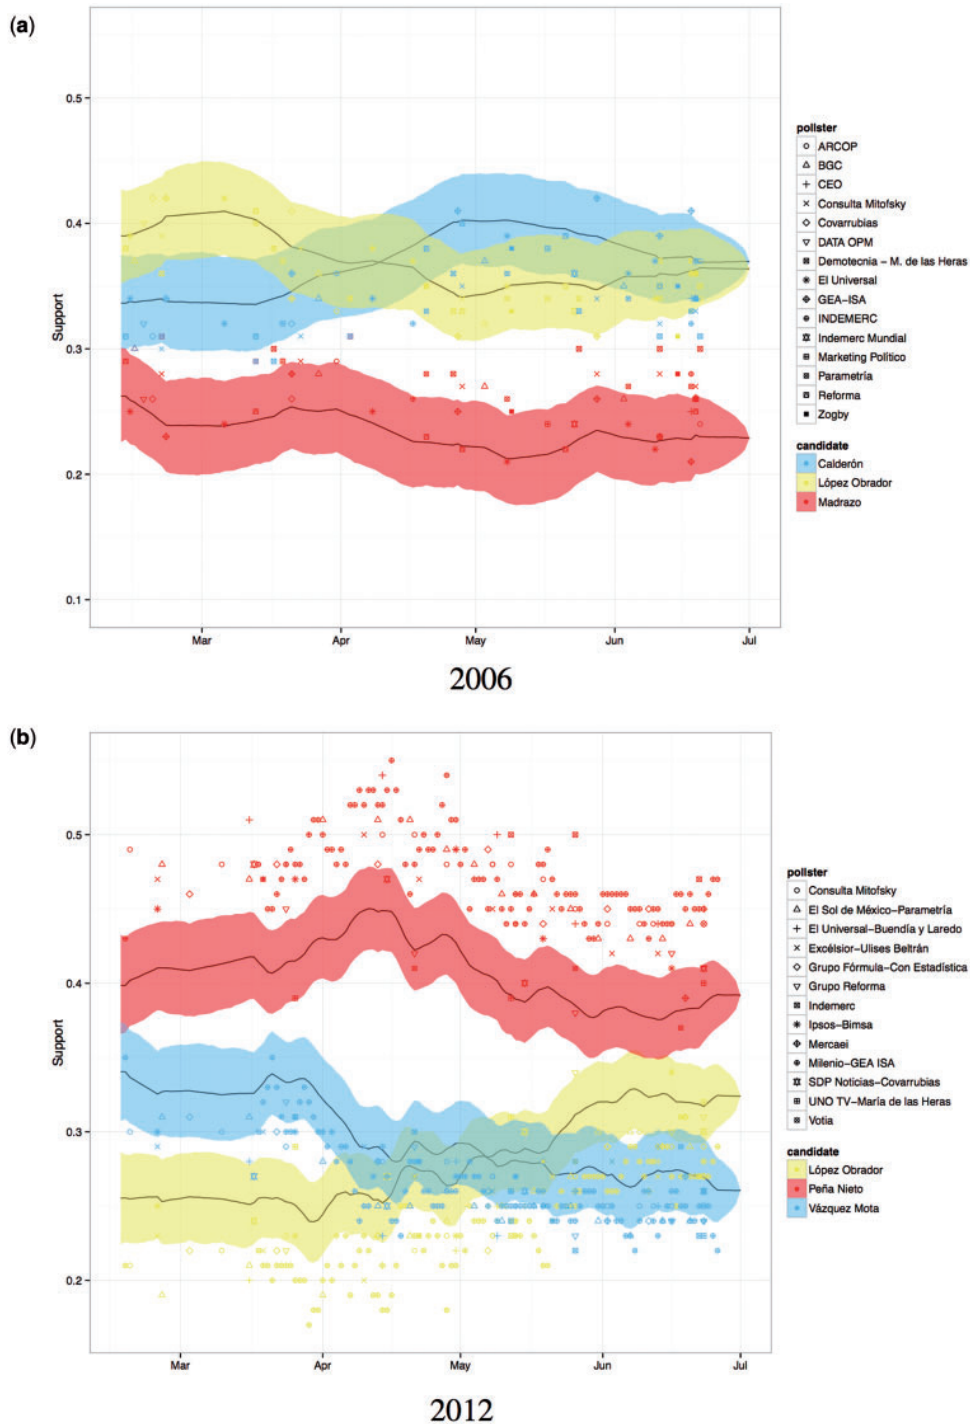 (a)
0.5
0.4
0.3
0.2
0.1
Support
Mar Apr May Jun Jul
pollster
ARCOP
BGC
CEO
Consulta Mitofsky
Covarrubias
DATA OPM
Demotecnia - M. de las Heras
El Universal
GEA-ISA
INDEMERC
Indemerc Mundial
Marketing Político
Parametría
Reforma
Zogby
candidate
Calderón
López Obrador
Madrazo
2006
(b)
0.5
0.4
0.3
0.2
Support
Mar Apr May Jun Jul
pollster
Consulta Mitofsky
El Sol de México-Parametría
El Universal-Buendía y Laredo
Excélsior-Ulises Beltrán
Grupo Fórmula-Con Estadística
Grupo Reforma
Indemerc
Ipsos-Bimsa
Mercaei
Milenio-GEA ISA
SDP Noticias-Covarrubias
UNO TV-María de las Heras
Votia
candidate
López Obrador
Peña Nieto
Vázquez Mota
2012